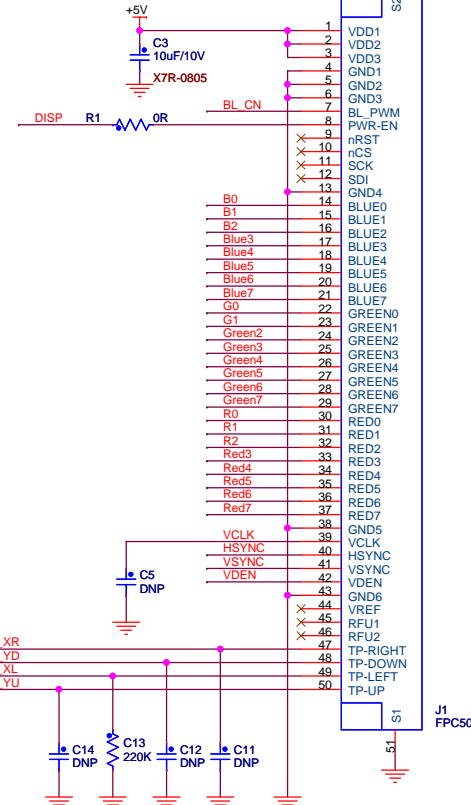 +5V
S2
C3
10uF/10V
X7R-0805
1 VDD1
2 VDD2
3 VDD3
4 GND1
5 GND2
6 GND3
BL_CN 7 BL_PWM
DISP R1 0R 8 PWR-EN
9 nRST
10 nCS
11 SCK
12 SDI
13 GND4
B0 14 BLUE0
B1 15 BLUE1
B2 16 BLUE2
Blue3 17 BLUE3
Blue4 18 BLUE4
Blue5 19 BLUE5
Blue6 20 BLUE6
Blue7 21 BLUE7
G0 22 GREEN0
G1 23 GREEN1
Green2 24 GREEN2
Green3 25 GREEN3
Green4 26 GREEN4
Green5 27 GREEN5
Green6 28 GREEN6
Green7 29 GREEN7
R0 30 RED0
R1 31 RED1
R2 32 RED2
Red3 33 RED3
Red4 34 RED4
Red5 35 RED5
Red6 36 RED6
Red7 37 RED7
38 GND5
VCLK 39 VCLK
HSYNC 40 HSYNC
VSYNC 41 VSYNC
VDEN 42 VDEN
C5
DNP
43 GND6
44 VREF
45 RFU1
46 RFU2
XR 47 TP-RIGHT
YD 48 TP-DOWN
XL 49 TP-LEFT
YU 50 TP-UP
S1
J1
FPC50
51
C14
DNP
C13
220K
C12
DNP
C11
DNP